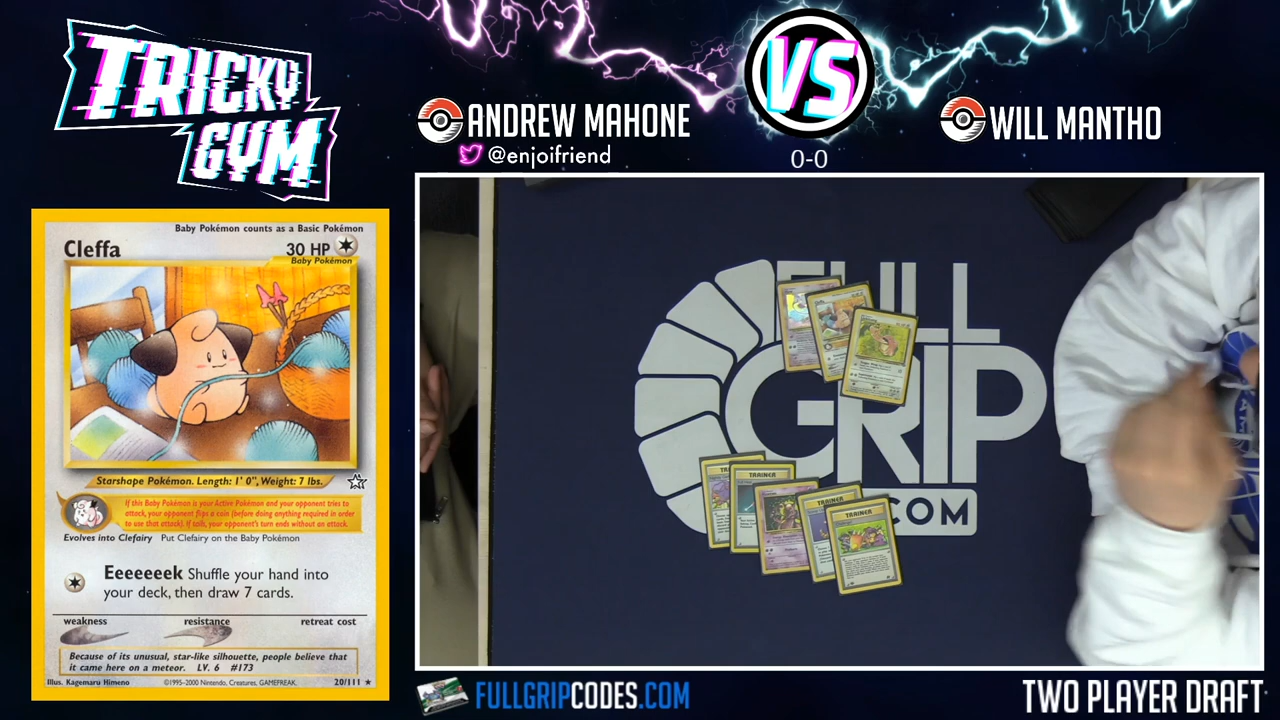 TRICKY
GYM
ANDREW MAHONE
@enjoifriend
VS
0-0
WILL MANTHO
Baby Pokémon counts as a Basic Pokémon
Cleffa
30 HP
Baby Pokémon
Starshape Pokémon. Length: 1' 0", Weight: 7 lbs.
If this Baby Pokémon is your Active Pokémon and your opponent tries to
attack, your opponent flips a coin (before doing anything required in order
to use that attack). If tails, your opponent's turn ends without an attack.
Evolves into Clefairy Put Clefairy on the Baby Pokémon
Eeeeeeek Shuffle your hand into
your deck, then draw 7 cards.
weakness resistance retreat cost
Because of its unusual, star-like silhouette, people believe that
it came here on a meteor. LV. 6 #173
Illus. Kagemaru Himeno ©1995-2000 Nintendo, Creatures, GAMEFREAK. 20/111 ★
FULL
GRIP
.COM
TRAINER
TRAINER
TRAINER
FULLGRIPCODES.COM
TWO PLAYER DRAFT